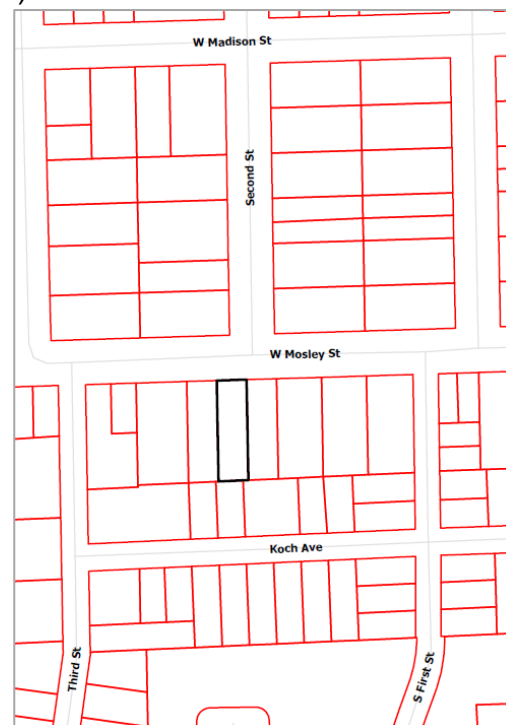 W Madison St
Second St
W Mosley St
Koch Ave
Third St
S First St